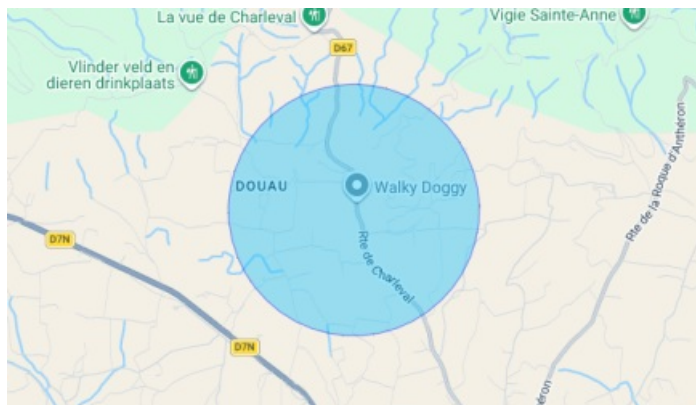 La vue de Charleval
Vigie Sainte-Anne
D67
Vlinder veld en
dieren drinkplaats
DOUAU
Walky Doggy
Rte de la Roque d'Anthéron
D7N
Rte de Charleval
D7N
éron